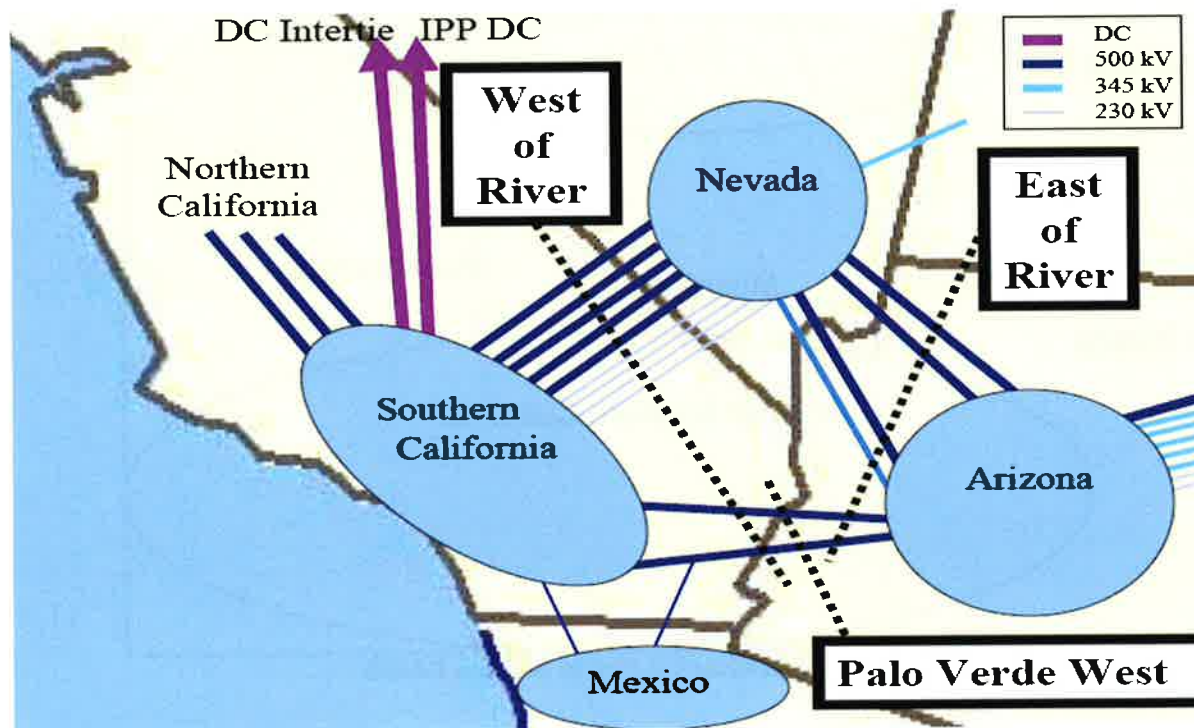 DC Intertie IPP DC
DC
500 kV
345 kV
230 kV
West
of
River
Northern
California
Nevada
East
of
River
Southern
California
Arizona
Mexico
Palo Verde West